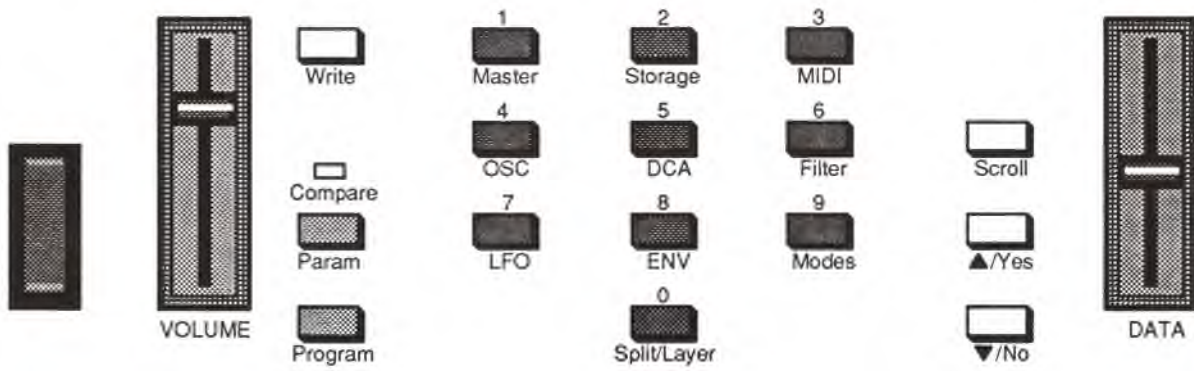 1 2 3
Write Master Storage MIDI
4 5 6
OSC DCA Filter Scroll
Compare
7 8 9
Param LFO ENV Modes ▲/Yes
0
VOLUME DATA
Program Split/Layer ▼/No